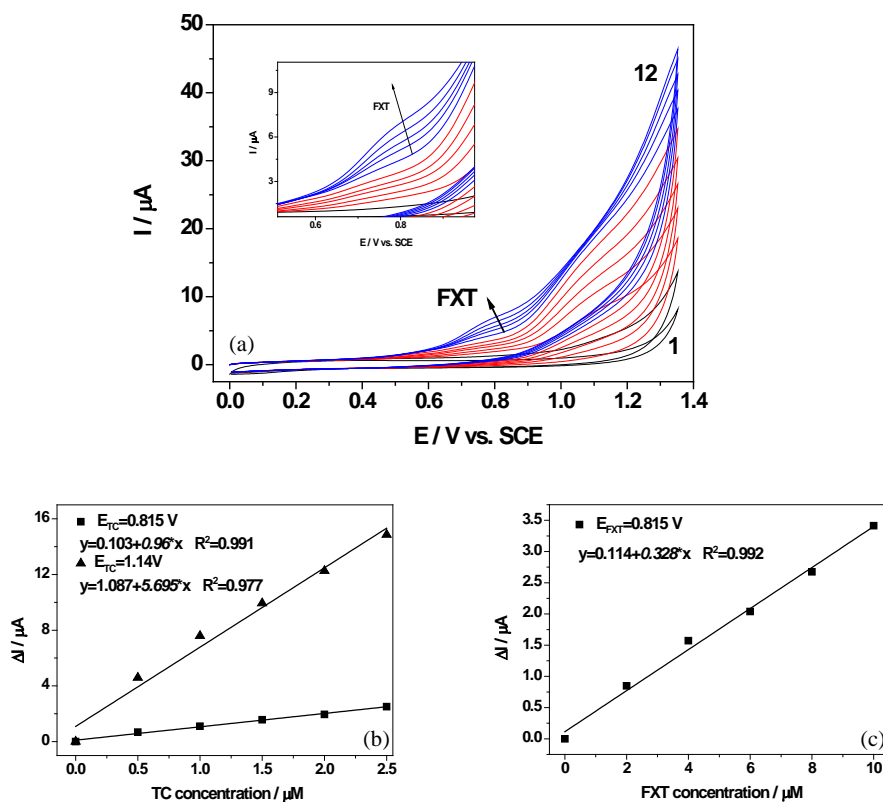 50
40
30
20
10
0
I / µA
0.0 0.2 0.4 0.6 0.8 1.0 1.2 1.4
E / V vs. SCE
12
1
FXT
(a)
9
6
3
I / µA
FXT
0.6 0.8
E / V vs. SCE
16
12
8
4
0
ΔI / µA
E_TC=0.815 V
y=0.103+0.96*x R²=0.991
E_TC=1.14V
y=1.087+5.695*x R²=0.977
(b)
0.0 0.5 1.0 1.5 2.0 2.5
TC concentration / µM
3.5
3.0
2.5
2.0
1.5
1.0
0.5
0.0
ΔI / µA
E_FXT=0.815 V
y=0.114+0.328*x R²=0.992
(c)
0 2 4 6 8 10
FXT concentration / µM